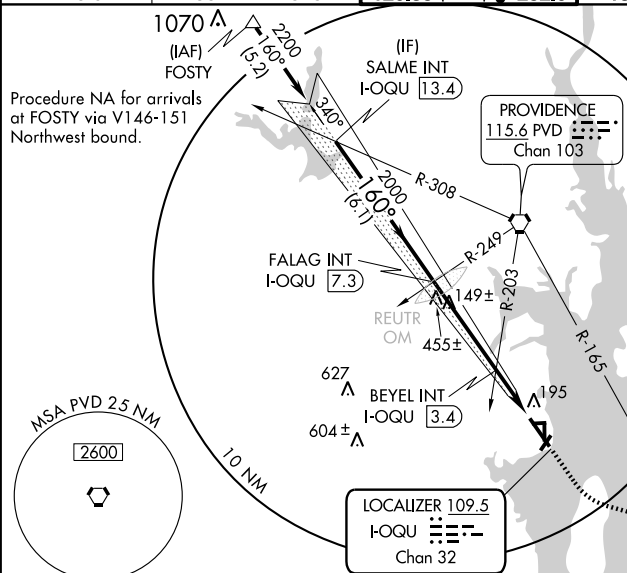 1070
(IAF)
FOSTY
2200
160°
(5.2)
(IF)
SALME INT
I-OQU 13.4
Procedure NA for arrivals
at FOSTY via V146-151
Northwest bound.
340°
PROVIDENCE
115.6 PVD
Chan 103
R-308
2000
160°
(6.1)
R-249
R-203
R-165
FALAG INT
I-OQU 7.3
149±
REUTR
OM
455±
627
604±
BEYEL INT
I-OQU 3.4
195
MSA PVD 25 NM
2600
10 NM
LOCALIZER 109.5
I-OQU
Chan 32